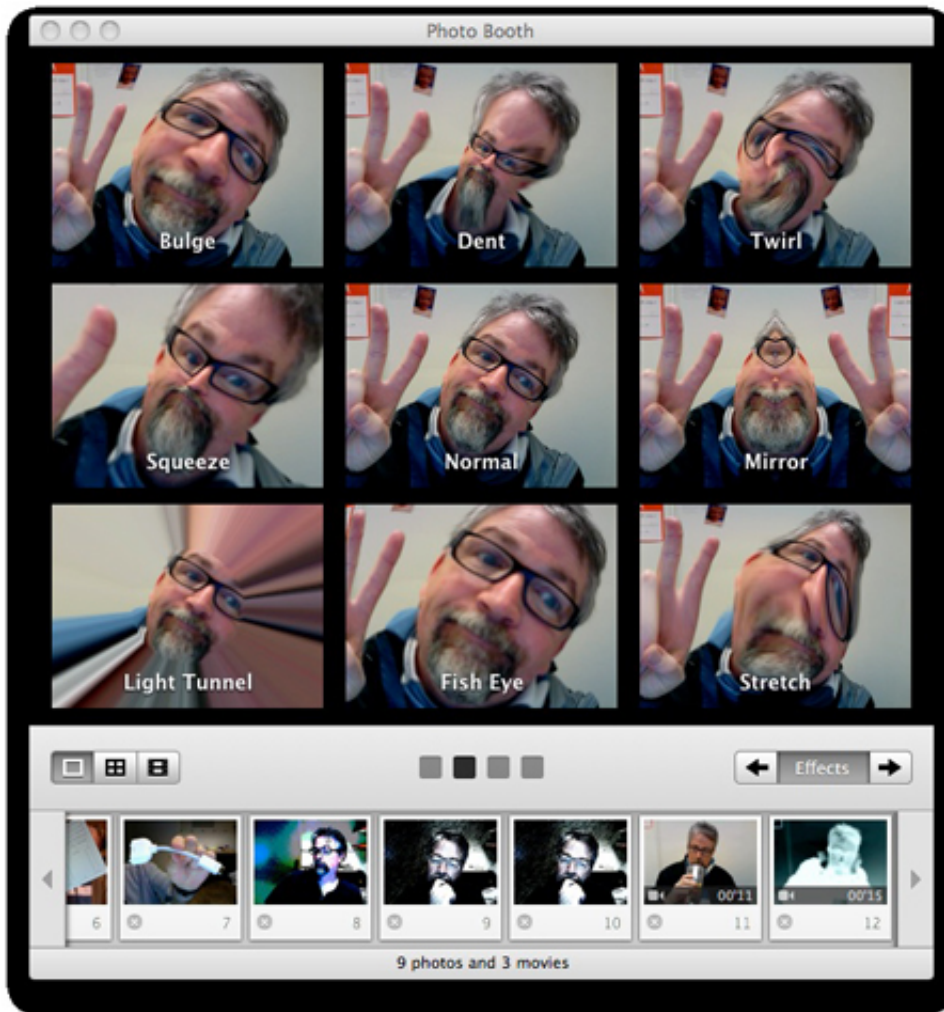 Photo Booth
Bulge
Dent
Twirl
Squeeze
Normal
Mirror
Light Tunnel
Fish Eye
Stretch
Effects
00'11
00'15
6
7
8
9
10
11
12
9 photos and 3 movies